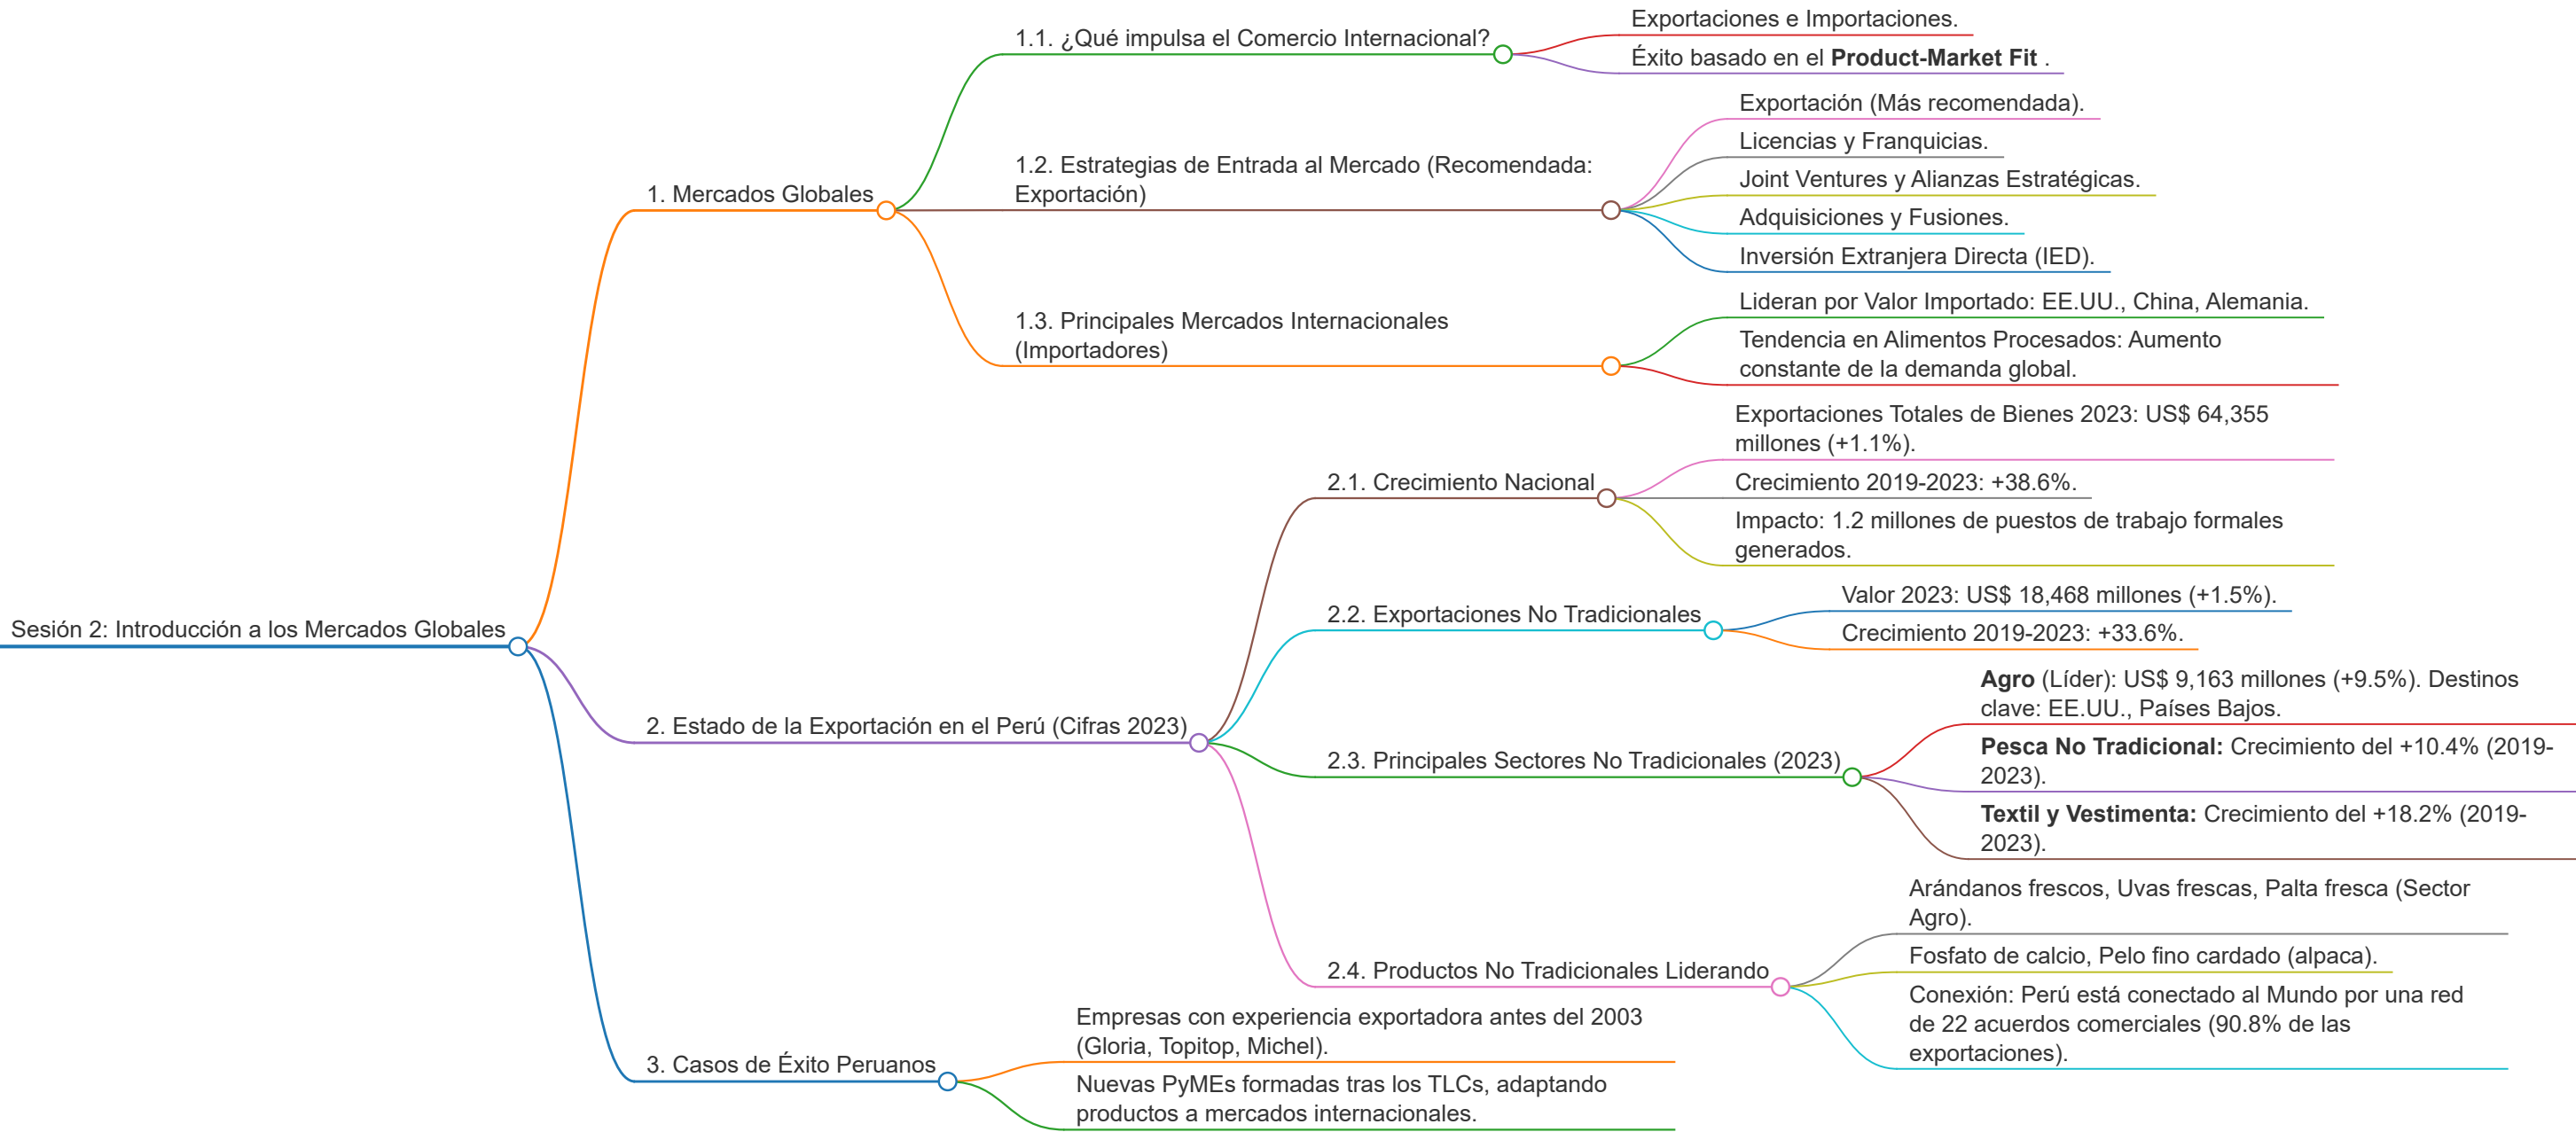 Sesión 2: Introducción a los Mercados Globales
1. Mercados Globales
1.1. ¿Qué impulsa el Comercio Internacional?
Exportaciones e Importaciones.
Éxito basado en el Product-Market Fit .
1.2. Estrategias de Entrada al Mercado (Recomendada:
Exportación)
Exportación (Más recomendada).
Licencias y Franquicias.
Joint Ventures y Alianzas Estratégicas.
Adquisiciones y Fusiones.
Inversión Extranjera Directa (IED).
1.3. Principales Mercados Internacionales
(Importadores)
Lideran por Valor Importado: EE.UU., China, Alemania.
Tendencia en Alimentos Procesados: Aumento
constante de la demanda global.
2. Estado de la Exportación en el Perú (Cifras 2023)
2.1. Crecimiento Nacional
Exportaciones Totales de Bienes 2023: US$ 64,355
millones (+1.1%).
Crecimiento 2019-2023: +38.6%.
Impacto: 1.2 millones de puestos de trabajo formales
generados.
2.2. Exportaciones No Tradicionales
Valor 2023: US$ 18,468 millones (+1.5%).
Crecimiento 2019-2023: +33.6%.
2.3. Principales Sectores No Tradicionales (2023)
Agro (Líder): US$ 9,163 millones (+9.5%). Destinos
clave: EE.UU., Países Bajos.
Pesca No Tradicional: Crecimiento del +10.4% (2019-
2023).
Textil y Vestimenta: Crecimiento del +18.2% (2019-
2023).
2.4. Productos No Tradicionales Liderando
Arándanos frescos, Uvas frescas, Palta fresca (Sector
Agro).
Fosfato de calcio, Pelo fino cardado (alpaca).
Conexión: Perú está conectado al Mundo por una red
de 22 acuerdos comerciales (90.8% de las
exportaciones).
3. Casos de Éxito Peruanos
Empresas con experiencia exportadora antes del 2003
(Gloria, Topitop, Michel).
Nuevas PyMEs formadas tras los TLCs, adaptando
productos a mercados internacionales.